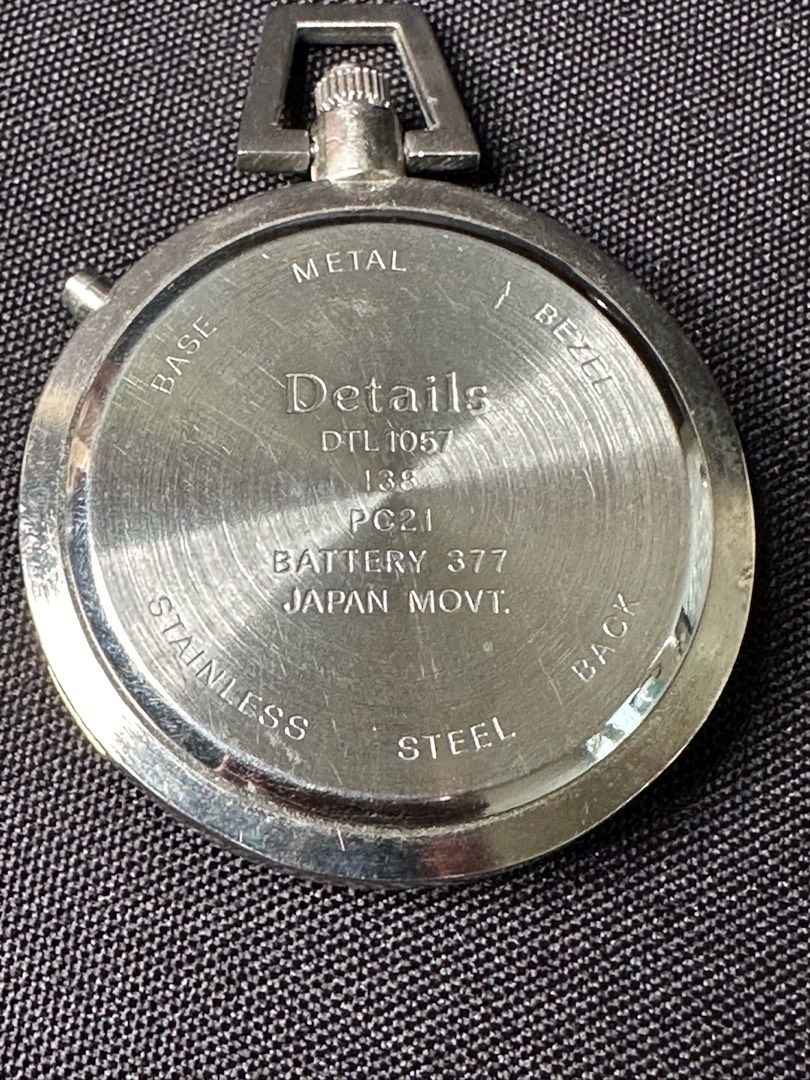 BASE METAL BEZEL
Details
DTL 1057
138
PC21
BATTERY 377
JAPAN MOVT.
STAINLESS STEEL BACK